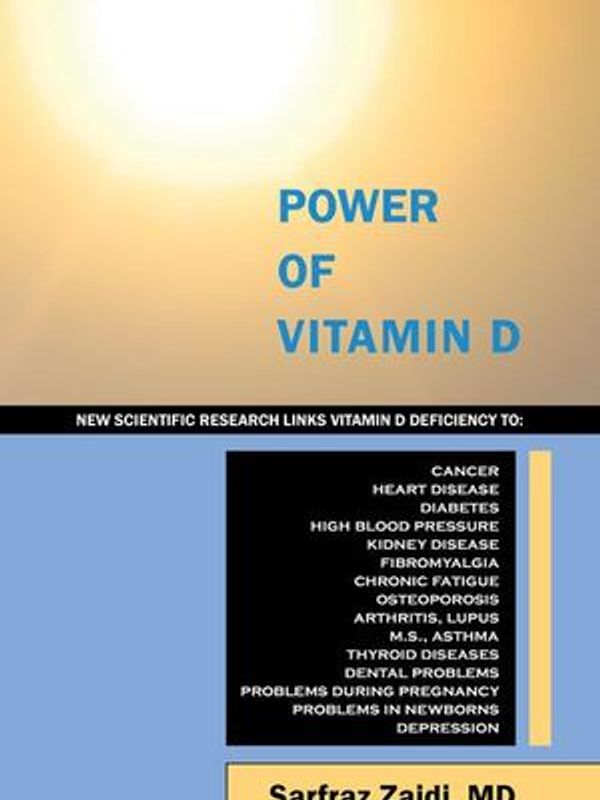 POWER
OF
VITAMIN D
NEW SCIENTIFIC RESEARCH LINKS VITAMIN D DEFICIENCY TO:
CANCER
HEART DISEASE
DIABETES
HIGH BLOOD PRESSURE
KIDNEY DISEASE
FIBROMYALGIA
CHRONIC FATIGUE
OSTEOPOROSIS
ARTHRITIS, LUPUS
M.S., ASTHMA
THYROID DISEASES
DENTAL PROBLEMS
PROBLEMS DURING PREGNANCY
PROBLEMS IN NEWBORNS
DEPRESSION
Sarfraz Zaidi, MD